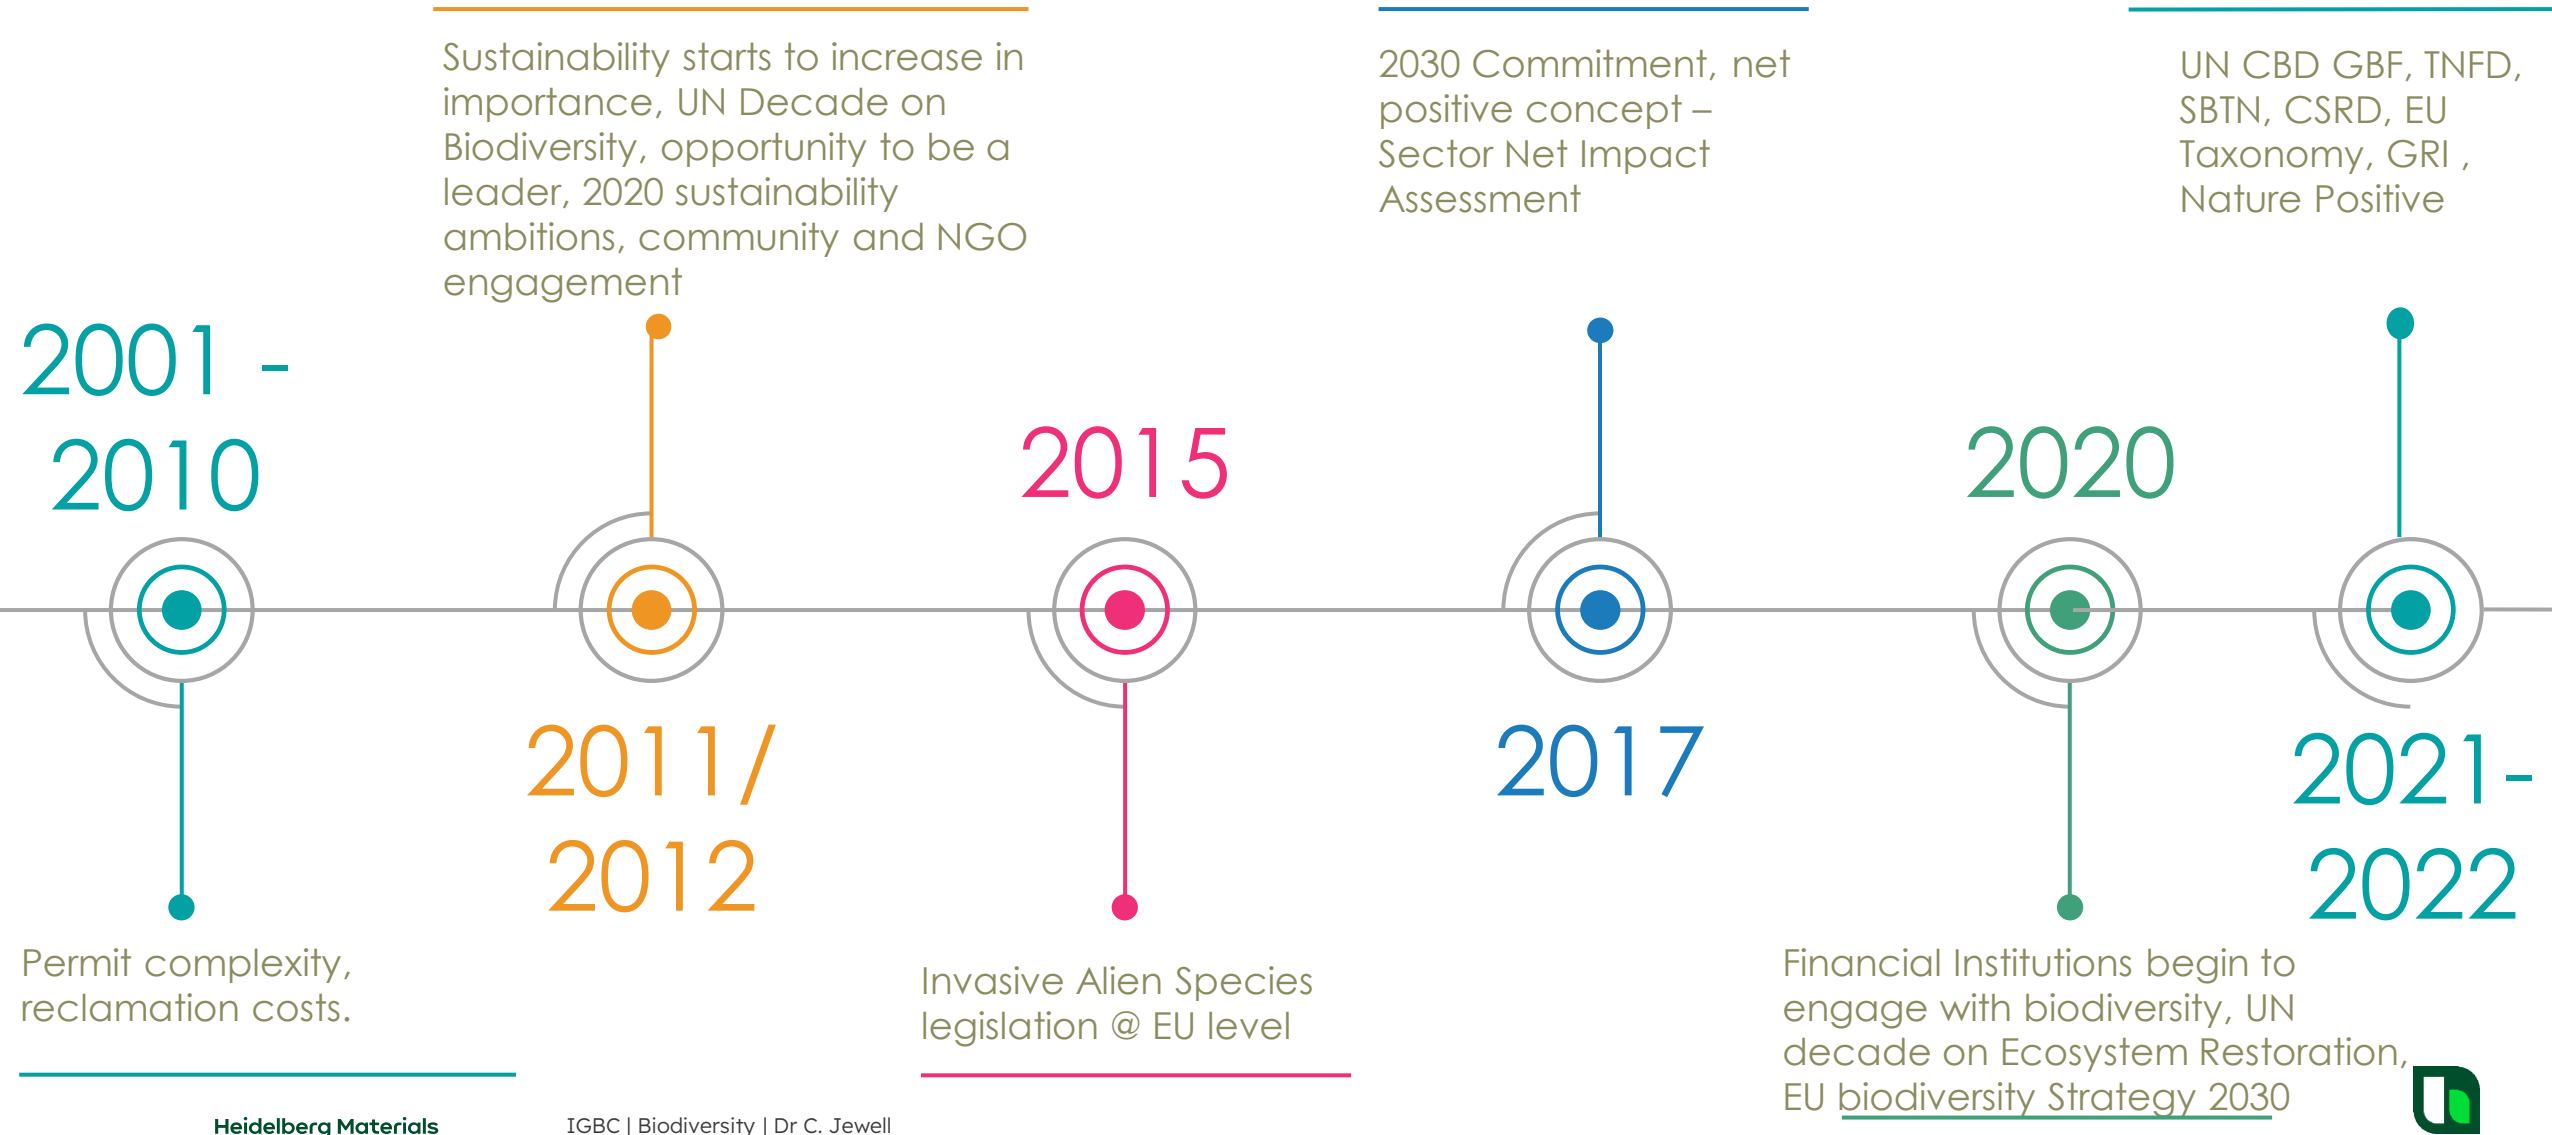 Sustainability starts to increase in
importance, UN Decade on
Biodiversity, opportunity to be a
leader, 2020 sustainability
ambitions, community and NGO
engagement
2030 Commitment, net
positive concept –
Sector Net Impact
Assessment
UN CBD GBF, TNFD,
SBTN, CSRD, EU
Taxonomy, GRI ,
Nature Positive
2001 -
2010
2015
2020
2011/
2012
2017
2021-
2022
Permit complexity,
reclamation costs.
Invasive Alien Species
legislation @ EU level
Financial Institutions begin to
engage with biodiversity, UN
decade on Ecosystem Restoration,
EU biodiversity Strategy 2030
Heidelberg Materials
IGBC | Biodiversity | Dr C. Jewell